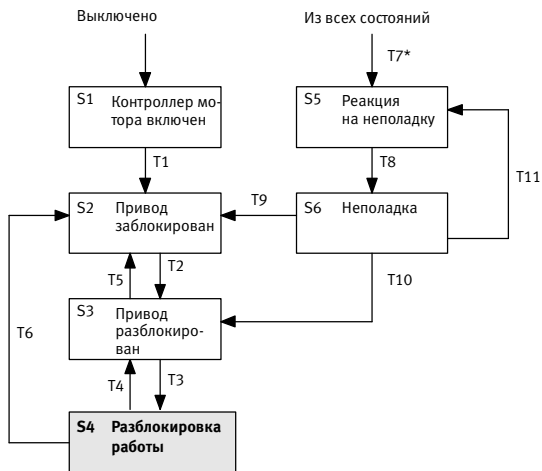 Выключено
Из всех состояний
T7*
S1 Контроллер мо-
тора включен
S5 Реакция
на неполадку
T1
T8
T11
S2 Привод
заблокирован
T9
S6 Неполадка
T5
T2
T10
S3 Привод
разблокиро-
ван
T6
T4
T3
S4 Разблокировка
работы